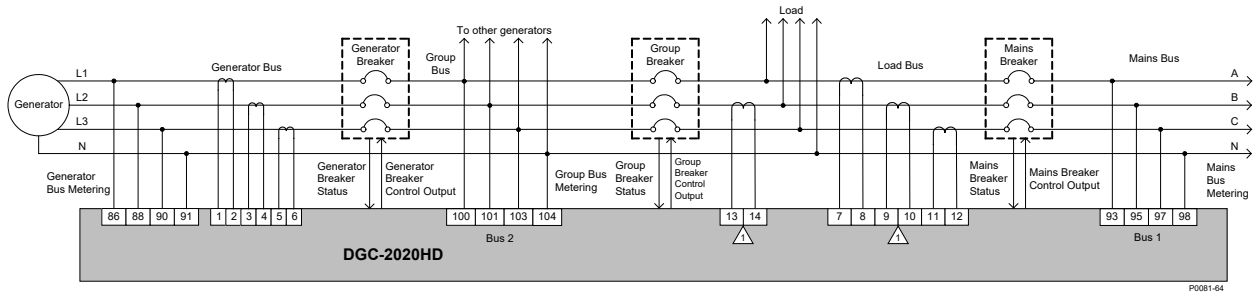 Load
To other generators
Generator
Breaker
Group
Bus
Group
Breaker
Mains
Breaker
Generator Bus
Load Bus
Mains Bus
L1
L2
L3
N
Generator
A
B
C
N
Generator
Bus Metering
Generator
Breaker
Status
Generator
Breaker
Control Output
Group Bus
Metering
Group
Breaker
Status
Group
Breaker
Control
Output
Mains
Breaker
Status
Mains Breaker
Control Output
Mains
Bus
Metering
86 88 90 91 1 2 3 4 5 6 100 101 103 104 13 14 7 8 9 10 11 12 93 95 97 98
Bus 2
1
1
Bus 1
DGC-2020HD
P0081-64